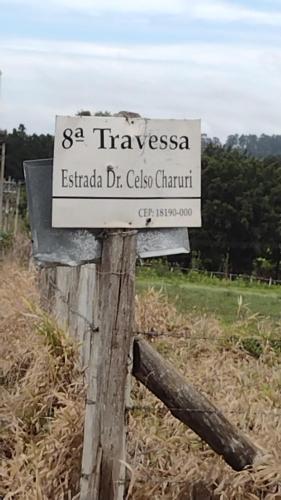 8ª Travessa
Estrada Dr. Celso Charuri
CEP: 18190-000